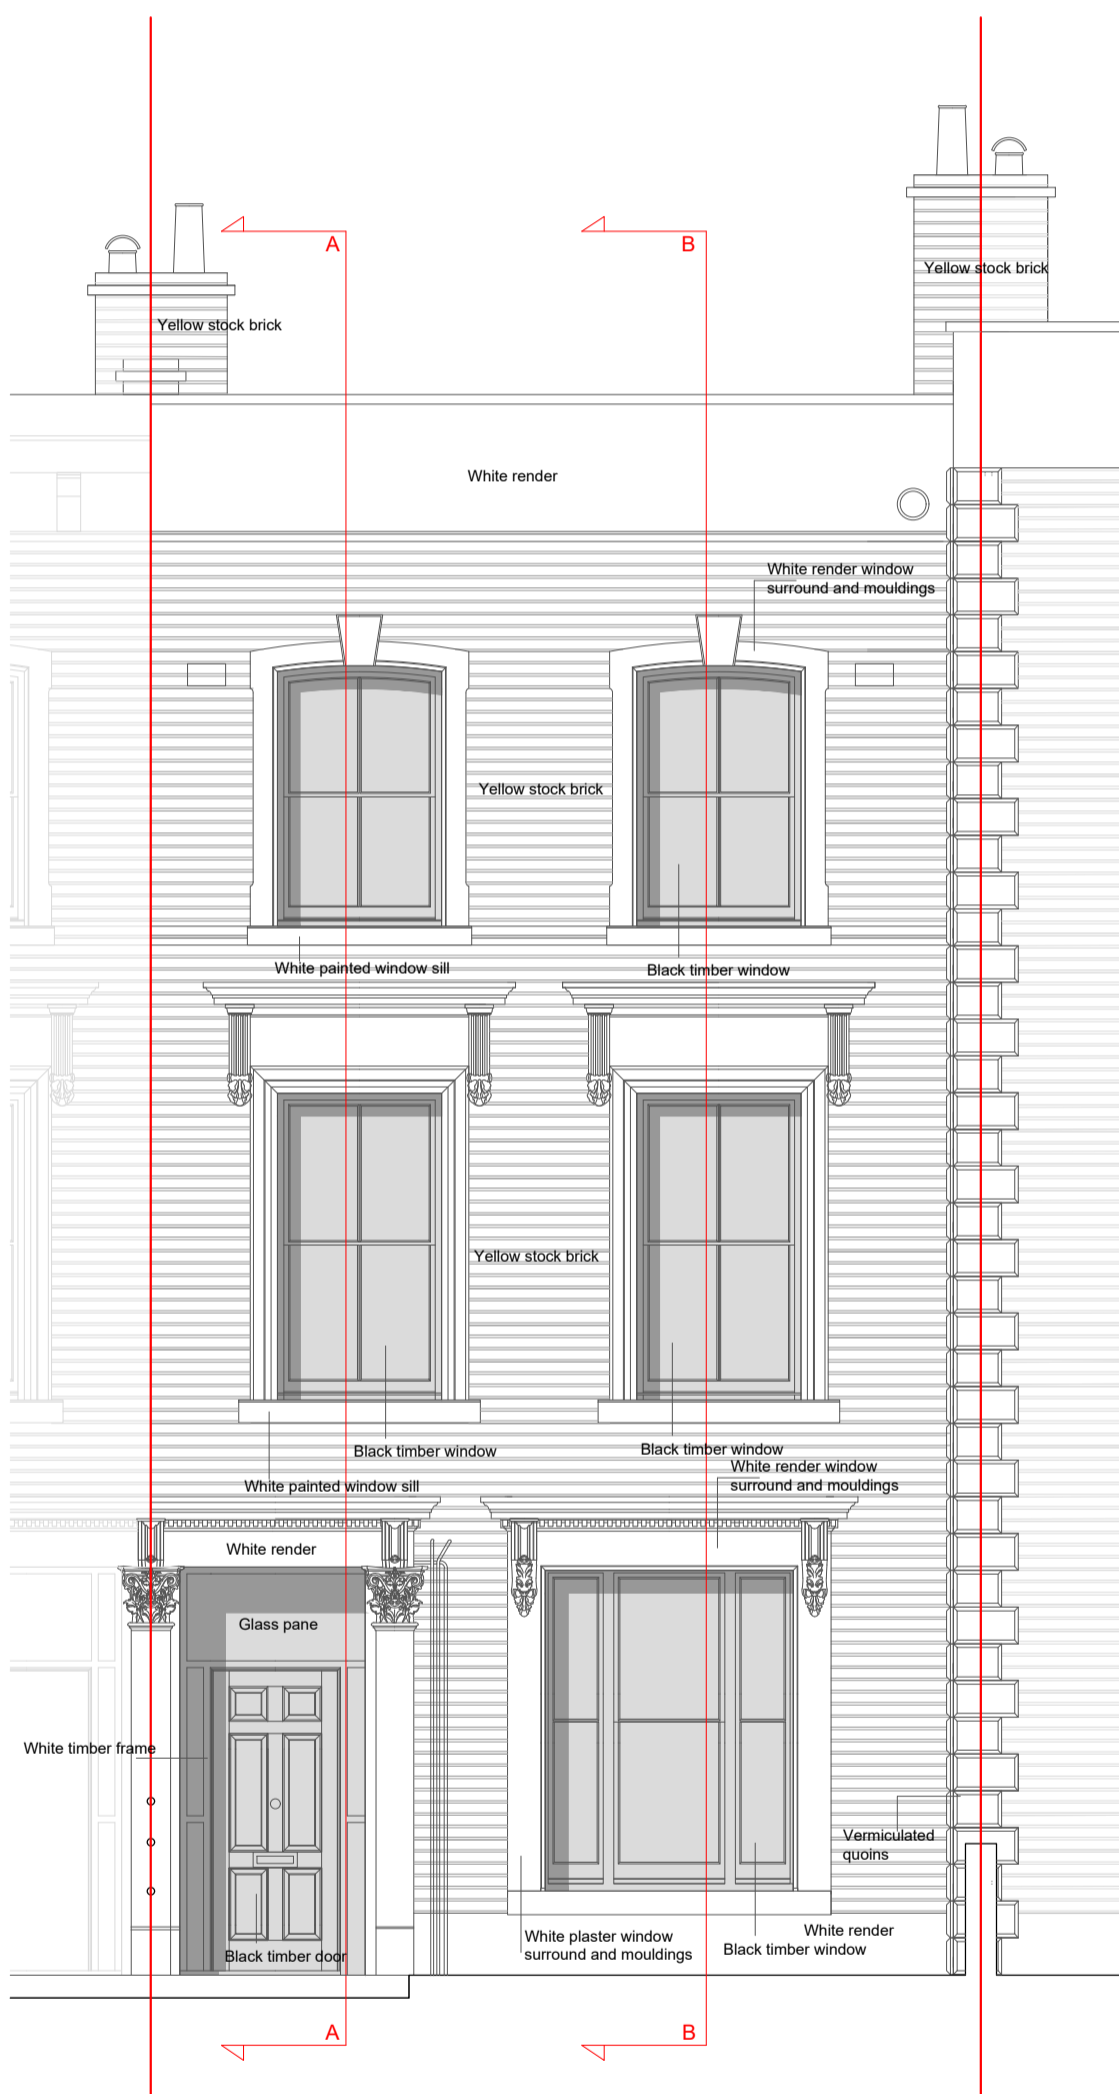 A
B
Yellow stock brick
Yellow stock brick
White render
White render window
surround and mouldings
Yellow stock brick
White painted window sill
Black timber window
Yellow stock brick
Black timber window
Black timber window
White painted window sill
White render window
surround and mouldings
White render
Glass pane
White timber frame
Vermiculated
quoins
Black timber door
White plaster window
surround and mouldings
White render
Black timber window
A
B